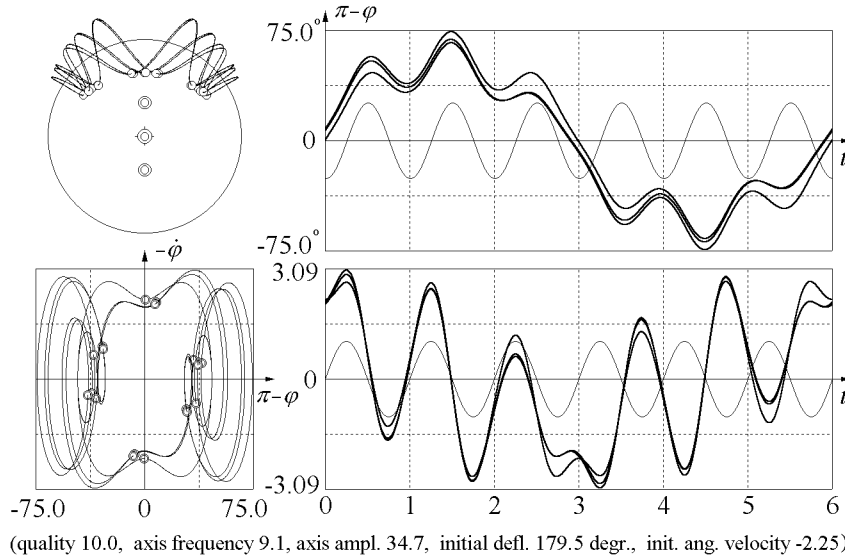 π−φ
75.0°
0
-75.0°
t
-φ̇
3.09
0
-3.09
π−φ
t
-75.0 0 75.0
0 1 2 3 4 5 6
(quality 10.0, axis frequency 9.1, axis ampl. 34.7, initial defl. 179.5 degr., init. ang. velocity -2.25)